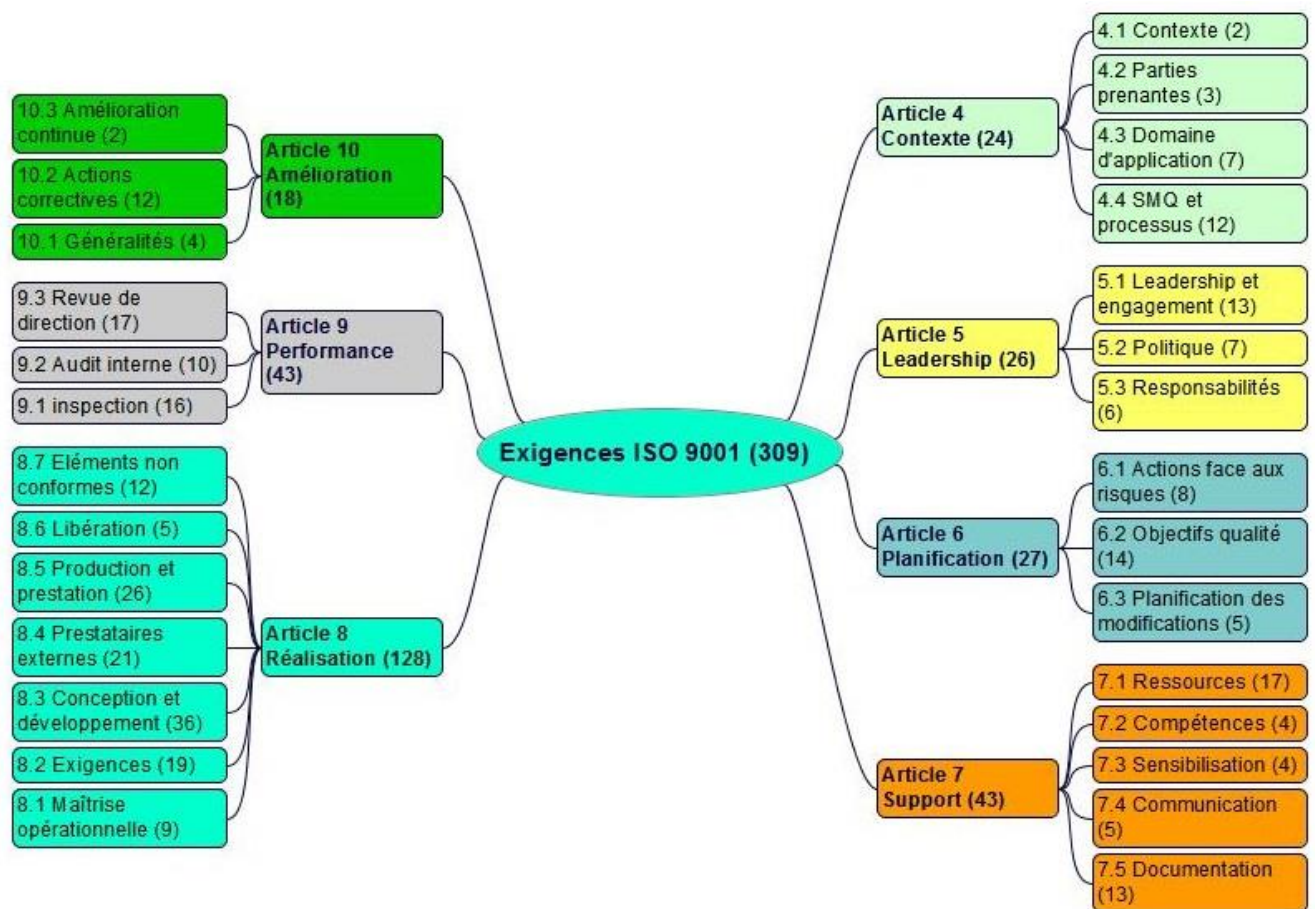 Exigences ISO 9001 (309)
Article 4
Contexte (24)
4.1 Contexte (2)
4.2 Parties
prenantes (3)
4.3 Domaine
d'application (7)
4.4 SMQ et
processus (12)
Article 5
Leadership (26)
5.1 Leadership et
engagement (13)
5.2 Politique (7)
5.3 Responsabilités
(6)
Article 6
Planification (27)
6.1 Actions face aux
risques (8)
6.2 Objectifs qualité
(14)
6.3 Planification des
modifications (5)
Article 7
Support (43)
7.1 Ressources (17)
7.2 Compétences (4)
7.3 Sensibilisation (4)
7.4 Communication
(5)
7.5 Documentation
(13)
Article 10
Amélioration
(18)
10.3 Amélioration
continue (2)
10.2 Actions
correctives (12)
10.1 Généralités (4)
Article 9
Performance
(43)
9.3 Revue de
direction (17)
9.2 Audit interne (10)
9.1 inspection (16)
Article 8
Réalisation (128)
8.7 Eléments non
conformes (12)
8.6 Libération (5)
8.5 Production et
prestation (26)
8.4 Prestataires
externes (21)
8.3 Conception et
développement (36)
8.2 Exigences (19)
8.1 Maîtrise
opérationnelle (9)